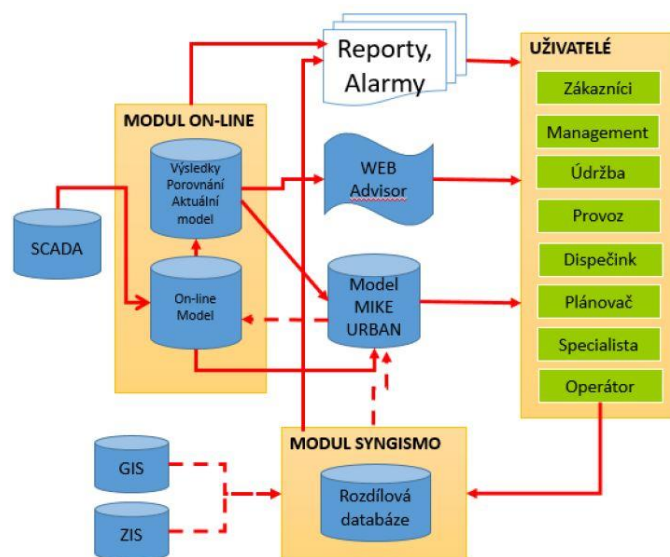 Reporty,
Alarmy
UŽIVATELÉ
Zákazníci
Management
Údržba
Provoz
Dispečink
Plánovač
Specialista
Operátor
MODUL ON-LINE
Výsledky
Porovnání
Aktuální
model
WEB
Advisor
SCADA
On-line
Model
Model
MIKE
URBAN
GIS
ZIS
MODUL SYNGISMO
Rozdílová
databáze